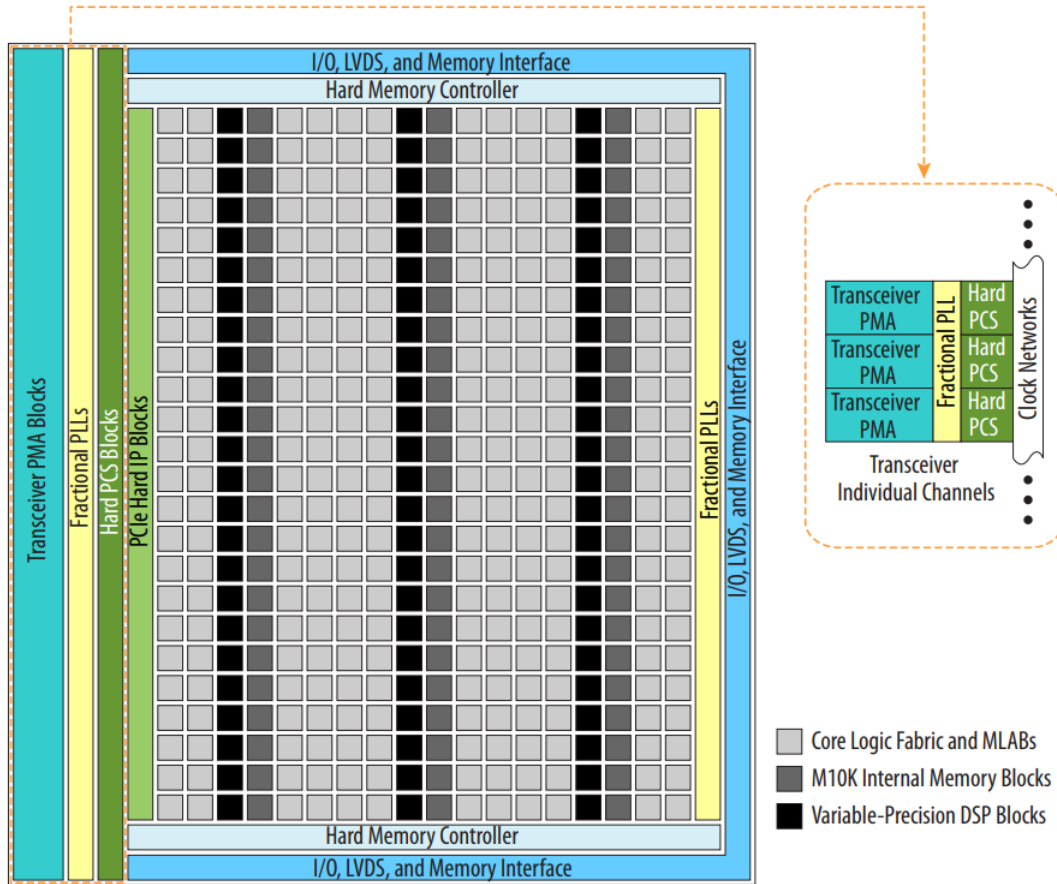 I/O, LVDS, and Memory Interface
Hard Memory Controller
Transceiver PMA Blocks
Fractional PLLs
Hard PCS Blocks
PCIe Hard IP Blocks
Fractional PLLs
I/O, LVDS, and Memory Interface
Hard Memory Controller
I/O, LVDS, and Memory Interface
Transceiver
PMA
Transceiver
PMA
Transceiver
PMA
Fractional PLL
Hard
PCS
Hard
PCS
Hard
PCS
Clock Networks
Transceiver
Individual Channels
Core Logic Fabric and MLABs
M10K Internal Memory Blocks
Variable-Precision DSP Blocks